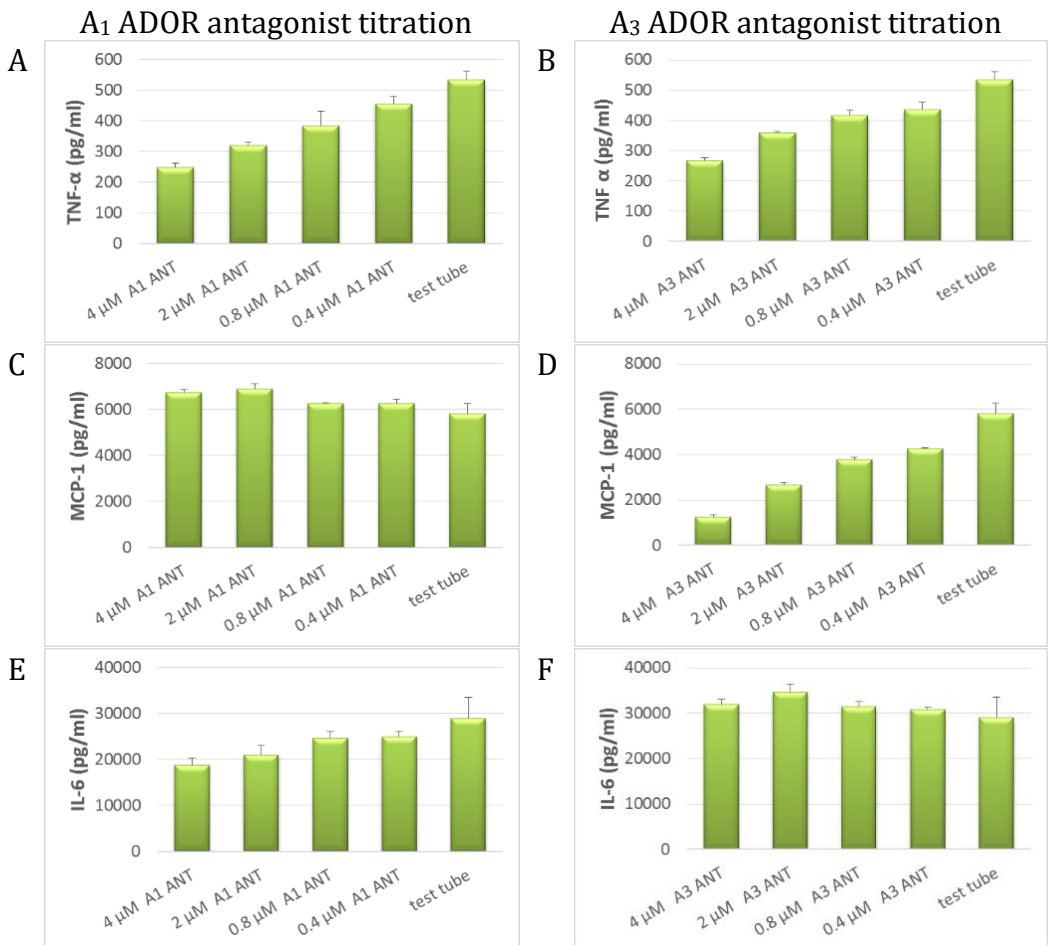 A₁ ADOR antagonist titration
A₃ ADOR antagonist titration
A
TNF-α (pg/ml)
600
500
400
300
200
100
0
4 µM A1 ANT
2 µM A1 ANT
0.8 µM A1 ANT
0.4 µM A1 ANT
test tube
B
TNF α (pg/ml)
600
500
400
300
200
100
0
4 µM A3 ANT
2 µM A3 ANT
0.8 µM A3 ANT
0.4 µM A3 ANT
test tube
C
MCP-1 (pg/ml)
8000
6000
4000
2000
0
4 µM A1 ANT
2 µM A1 ANT
0.8 µM A1 ANT
0.4 µM A1 ANT
test tube
D
MCP-1 (pg/ml)
8000
6000
4000
2000
0
4 µM A3 ANT
2 µM A3 ANT
0.8 µM A3 ANT
0.4 µM A3 ANT
test tube
E
IL-6 (pg/ml)
40000
30000
20000
10000
0
4 µM A1 ANT
2 µM A1 ANT
0.8 µM A1 ANT
0.4 µM A1 ANT
test tube
F
IL-6 (pg/ml)
40000
30000
20000
10000
0
4 µM A3 ANT
2 µM A3 ANT
0.8 µM A3 ANT
0.4 µM A3 ANT
test tube